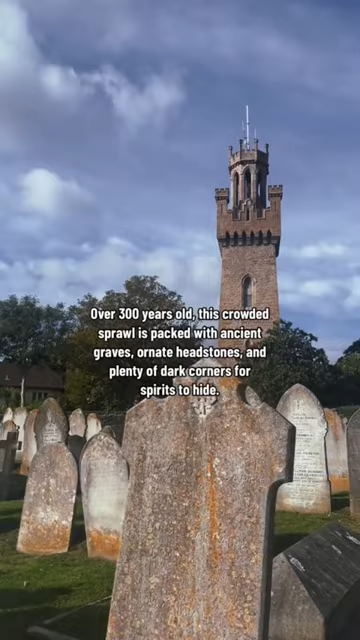 Over 300 years old, this crowded
sprawl is packed with ancient
graves, ornate headstones, and
plenty of dark corners for
spirits to hide.